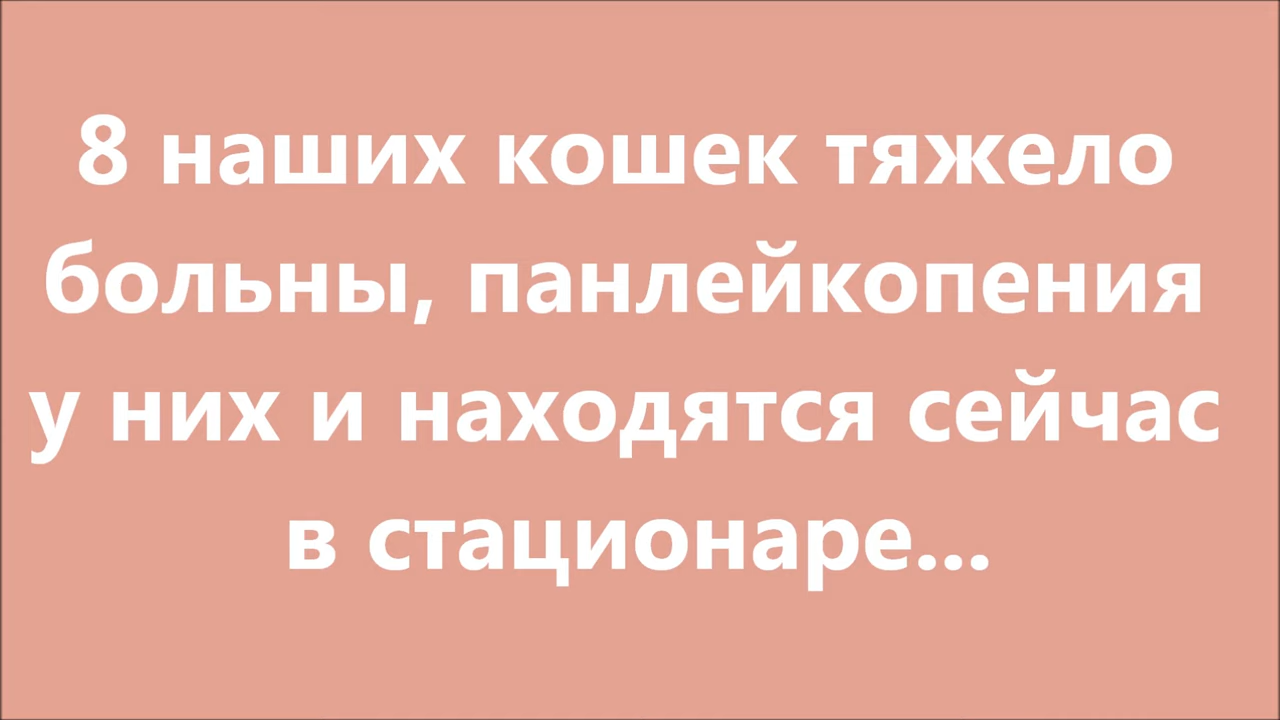 8 наших кошек тяжело
больны, панлейкопения
у них и находятся сейчас
в стационаре...